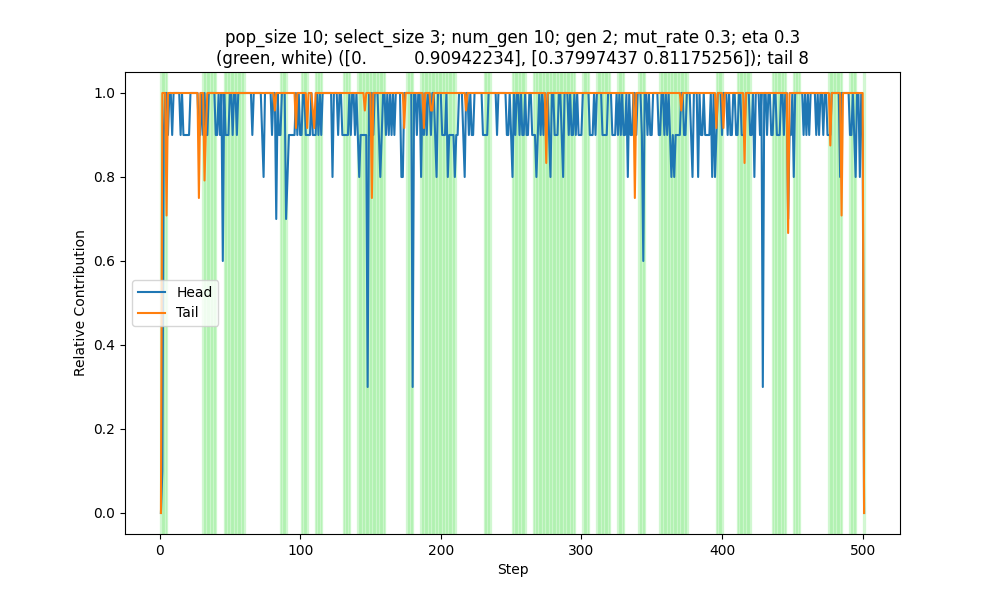 pop_size 10; select_size 3; num_gen 10; gen 2; mut_rate 0.3; eta 0.3
(green, white) ([0.         0.90942234], [0.37997437 0.81175256]); tail 8
1.0
0.8
0.6
0.4
0.2
0.0
Relative Contribution
Head
Tail
0
100
200
300
400
500
Step